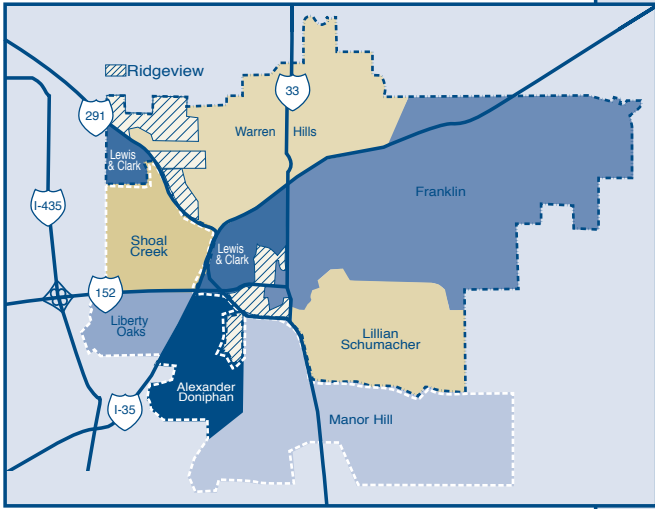 Ridgeview
33
291
Warren Hills
Lewis
& Clark
Franklin
I-435
Shoal
Creek
Lewis
& Clark
152
Liberty
Oaks
Lillian
Schumacher
Alexander
Doniphan
I-35
Manor Hill